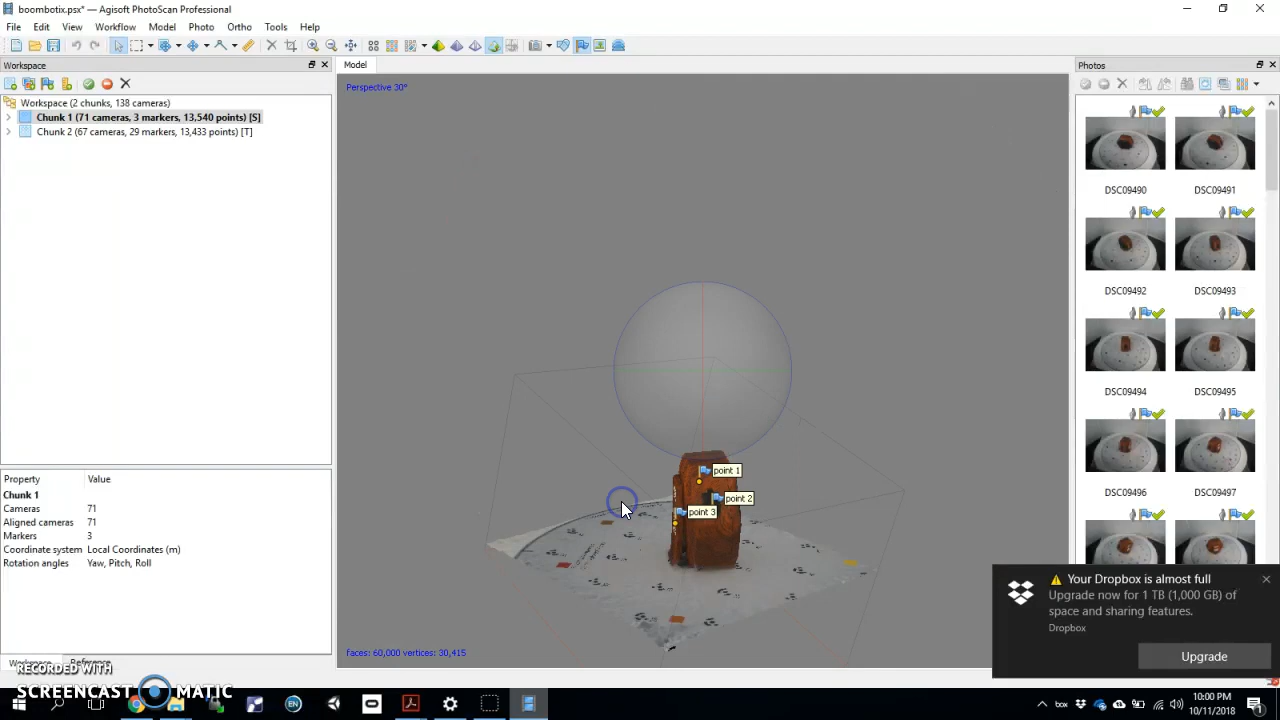 boombotix.psx* — Agisoft PhotoScan Professional
File Edit View Workflow Model Photo Ortho Tools Help
Workspace
Model
Photos
Perspective 30°
Workspace (2 chunks, 138 cameras)
Chunk 1 (71 cameras, 3 markers, 13,540 points) [S]
Chunk 2 (67 cameras, 29 markers, 13,433 points) [T]
DSC09490 DSC09491
DSC09492 DSC09493
DSC09494 DSC09495
DSC09496 DSC09497
point 1
point 2
point 3
Property Value
Chunk 1
Cameras 71
Aligned cameras 71
Markers 3
Coordinate system Local Coordinates (m)
Rotation angles Yaw, Pitch, Roll
faces: 60,000 vertices: 30,415
Your Dropbox is almost full
Upgrade now for 1 TB (1,000 GB) of
space and sharing features.
Dropbox
Upgrade
RECORDED WITH
SCREENCAST MATIC
EN
box
10:00 PM
10/11/2018
1